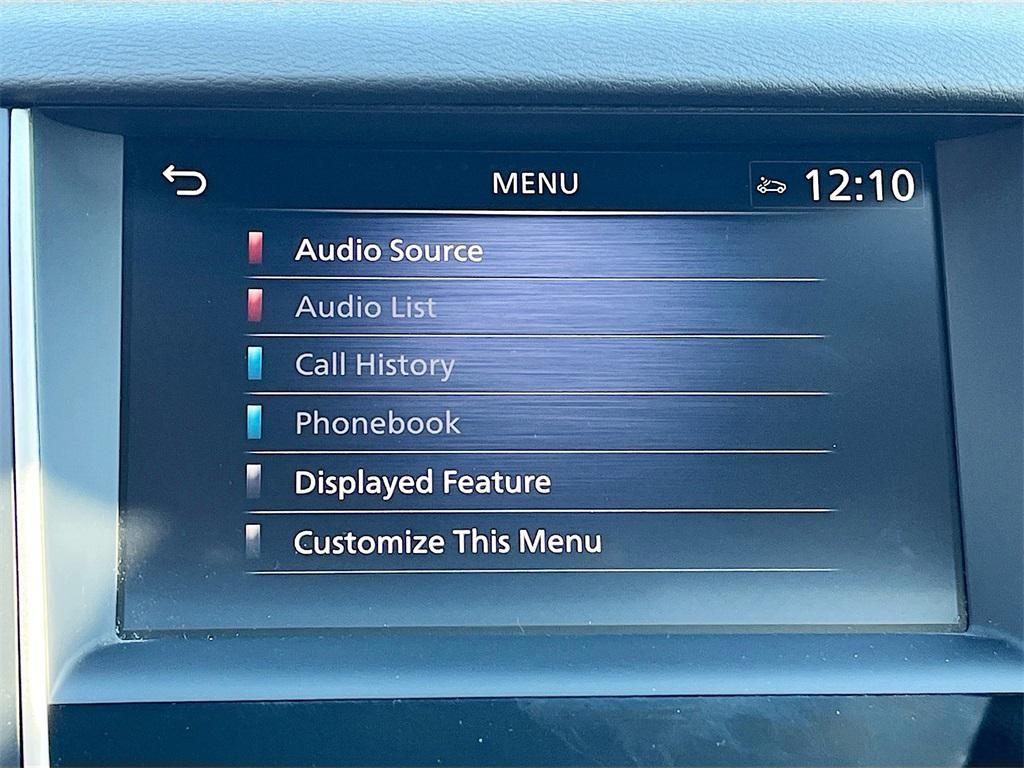 MENU
12:10
Audio Source
Audio List
Call History
Phonebook
Displayed Feature
Customize This Menu